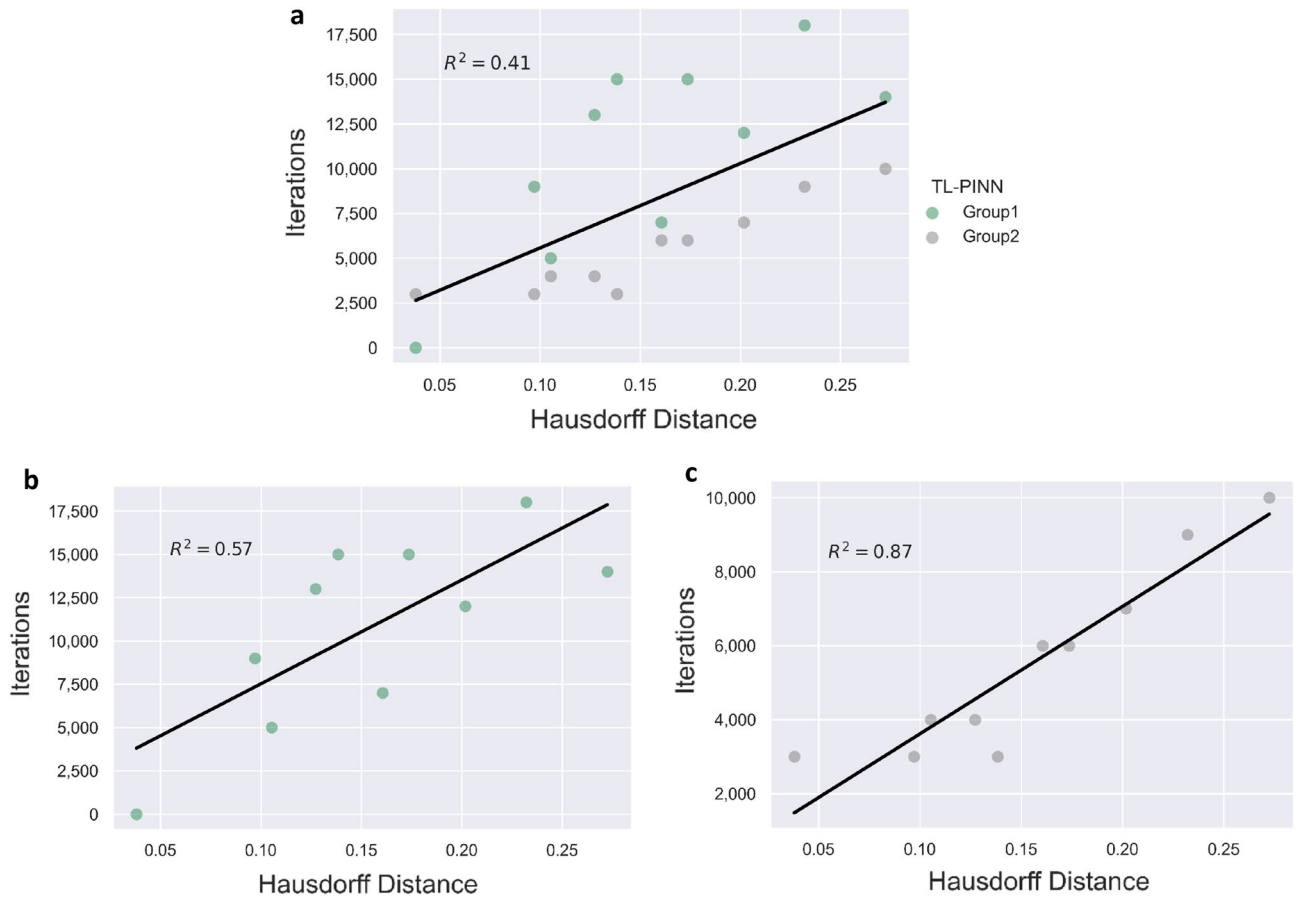 a
17,500
R² = 0.41
15,000
12,500
10,000
7,500
5,000
2,500
0
Iterations
0.05 0.10 0.15 0.20 0.25
Hausdorff Distance
TL-PINN
Group1
Group2
b
17,500
R² = 0.57
15,000
12,500
10,000
7,500
5,000
2,500
0
Iterations
0.05 0.10 0.15 0.20 0.25
Hausdorff Distance
c
10,000
R² = 0.87
8,000
6,000
4,000
2,000
Iterations
0.05 0.10 0.15 0.20 0.25
Hausdorff Distance